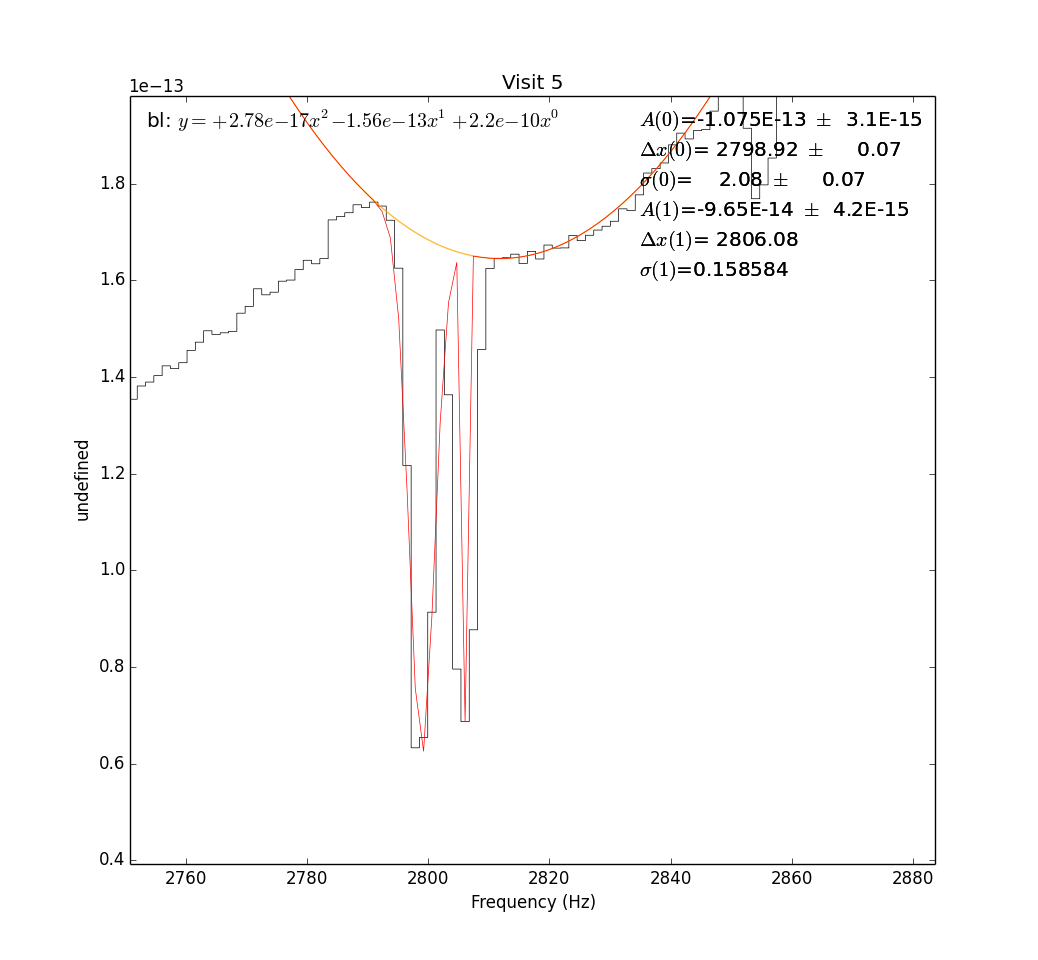 Visit 5
1e−13
bl: y = +2.78e−17x² −1.56e−13x¹ +2.2e−10x⁰
A(0)=-1.075E-13 ± 3.1E-15
Δx(0)= 2798.92 ± 0.07
σ(0)= 2.08 ± 0.07
A(1)=-9.65E-14 ± 4.2E-15
Δx(1)= 2806.08
σ(1)=0.158584
1.8
1.6
1.4
1.2
1.0
0.8
0.6
0.4
undefined
2760 2780 2800 2820 2840 2860 2880
Frequency (Hz)